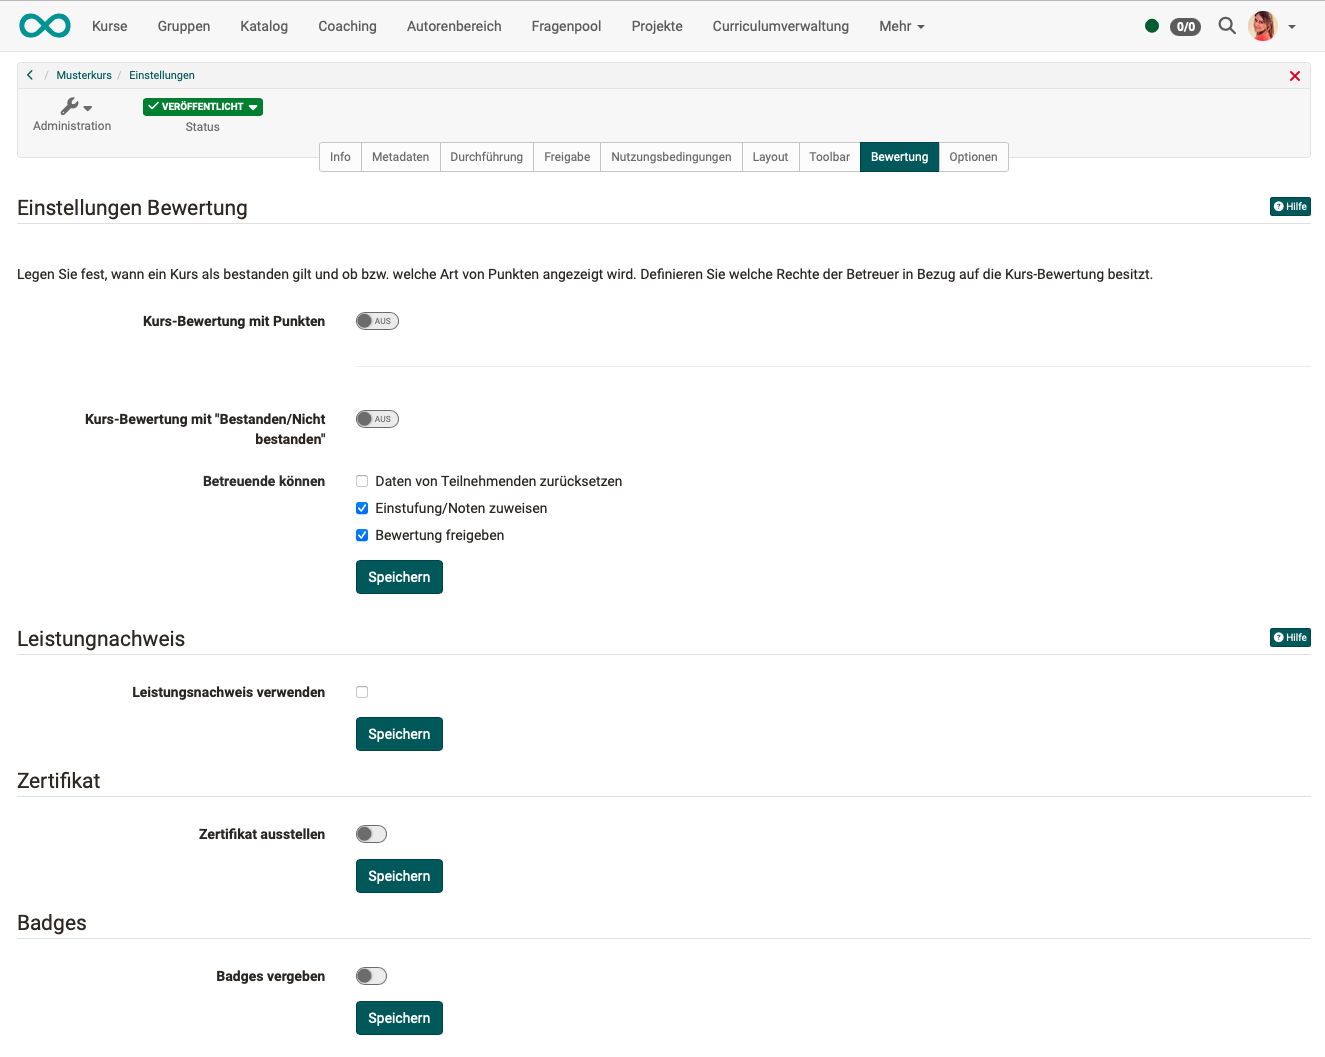 Kurse Gruppen Katalog Coaching Autorenbereich Fragenpool Projekte Curriculumverwaltung Mehr 0/0
/ Musterkurs / Einstellungen
VERÖFFENTLICHT
Administration Status
Info Metadaten Durchführung Freigabe Nutzungsbedingungen Layout Toolbar Bewertung Optionen
Einstellungen Bewertung Hilfe
Legen Sie fest, wann ein Kurs als bestanden gilt und ob bzw. welche Art von Punkten angezeigt wird. Definieren Sie welche Rechte der Betreuer in Bezug auf die Kurs-Bewertung besitzt.
Kurs-Bewertung mit Punkten AUS
Kurs-Bewertung mit "Bestanden/Nicht AUS
bestanden"
Betreuende können Daten von Teilnehmenden zurücksetzen
Einstufung/Noten zuweisen
Bewertung freigeben
Speichern
Leistungnachweis Hilfe
Leistungsnachweis verwenden
Speichern
Zertifikat
Zertifikat ausstellen
Speichern
Badges
Badges vergeben
Speichern